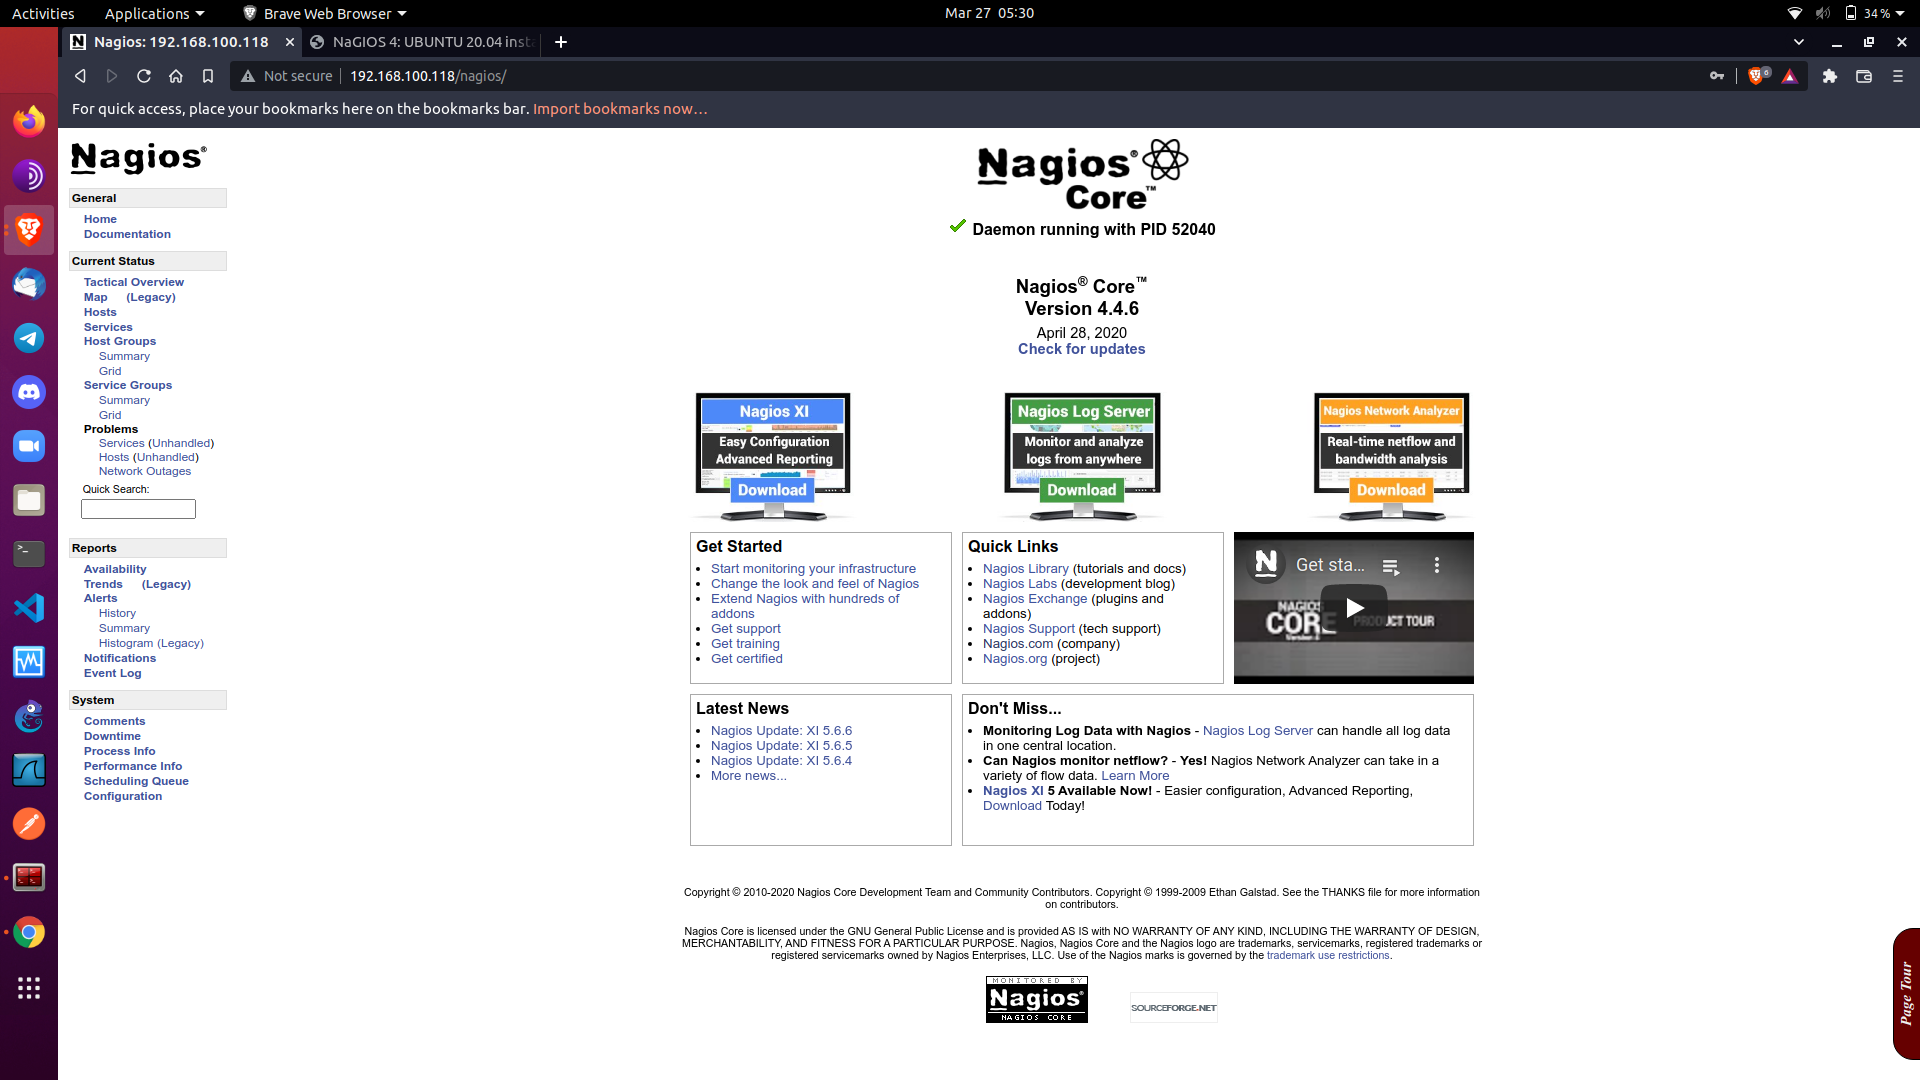 Activities Applications Brave Web Browser Mar 27 05:30 34 %
Nagios: 192.168.100.118 NaGIOS 4: UBUNTU 20.04 inst
Not secure 192.168.100.118/nagios/ 6
For quick access, place your bookmarks here on the bookmarks bar. Import bookmarks now…
Nagios®
General
Home
Documentation
Current Status
Tactical Overview
Map (Legacy)
Hosts
Services
Host Groups
Summary
Grid
Service Groups
Summary
Grid
Problems
Services (Unhandled)
Hosts (Unhandled)
Network Outages
Quick Search:
Reports
Availability
Trends (Legacy)
Alerts
History
Summary
Histogram (Legacy)
Notifications
Event Log
System
Comments
Downtime
Process Info
Performance Info
Scheduling Queue
Configuration
Nagios®
Core™
Daemon running with PID 52040
Nagios® Core™
Version 4.4.6
April 28, 2020
Check for updates
Nagios XI
Easy Configuration
Advanced Reporting
Download
Nagios Log Server
Monitor and analyze
logs from anywhere
Download
Nagios Network Analyzer
Real-time netflow and
bandwidth analysis
Download
Get Started
Start monitoring your infrastructure
Change the look and feel of Nagios
Extend Nagios with hundreds of
addons
Get support
Get training
Get certified
Quick Links
Nagios Library (tutorials and docs)
Nagios Labs (development blog)
Nagios Exchange (plugins and
addons)
Nagios Support (tech support)
Nagios.com (company)
Nagios.org (project)
N Get sta…
NAGIOS
CORE PRODUCT TOUR
Latest News
Nagios Update: XI 5.6.6
Nagios Update: XI 5.6.5
Nagios Update: XI 5.6.4
More news...
Don't Miss...
Monitoring Log Data with Nagios - Nagios Log Server can handle all log data
in one central location.
Can Nagios monitor netflow? - Yes! Nagios Network Analyzer can take in a
variety of flow data. Learn More
Nagios XI 5 Available Now! - Easier configuration, Advanced Reporting,
Download Today!
Copyright © 2010-2020 Nagios Core Development Team and Community Contributors. Copyright © 1999-2009 Ethan Galstad. See the THANKS file for more information
on contributors.
Nagios Core is licensed under the GNU General Public License and is provided AS IS with NO WARRANTY OF ANY KIND, INCLUDING THE WARRANTY OF DESIGN,
MERCHANTABILITY, AND FITNESS FOR A PARTICULAR PURPOSE. Nagios, Nagios Core and the Nagios logo are trademarks, servicemarks, registered trademarks or
registered servicemarks owned by Nagios Enterprises, LLC. Use of the Nagios marks is governed by the trademark use restrictions.
MONITORED BY
Nagios®
NAGIOS CORE
SOURCEFORGE.NET
Page Tour